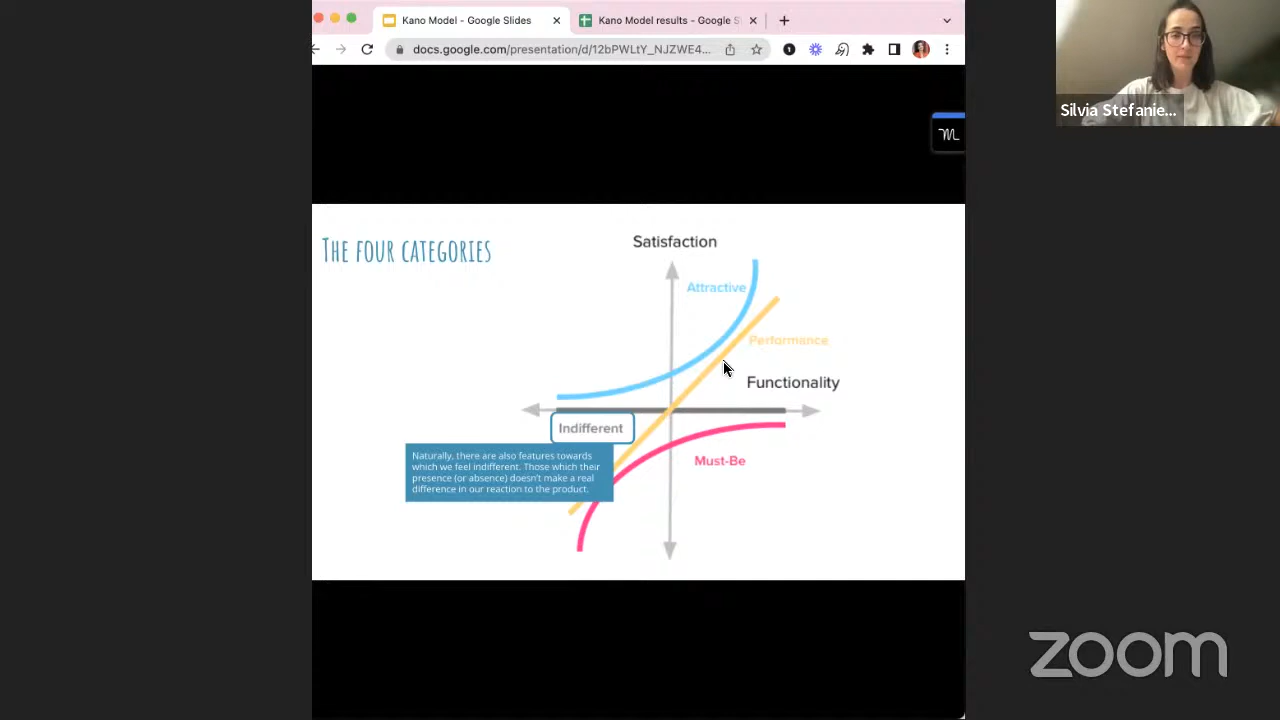 Kano Model - Google Slides
Kano Model results - Google S
docs.google.com/presentation/d/12bPWLtY_NJZWE4...
Silvia Stefanie...
The four categories
Satisfaction
Attractive
Performance
Functionality
Indifferent
Naturally, there are also features towards
which we feel indifferent. Those which their
presence (or absence) doesn't make a real
difference in our reaction to the product.
Must-Be
zoom